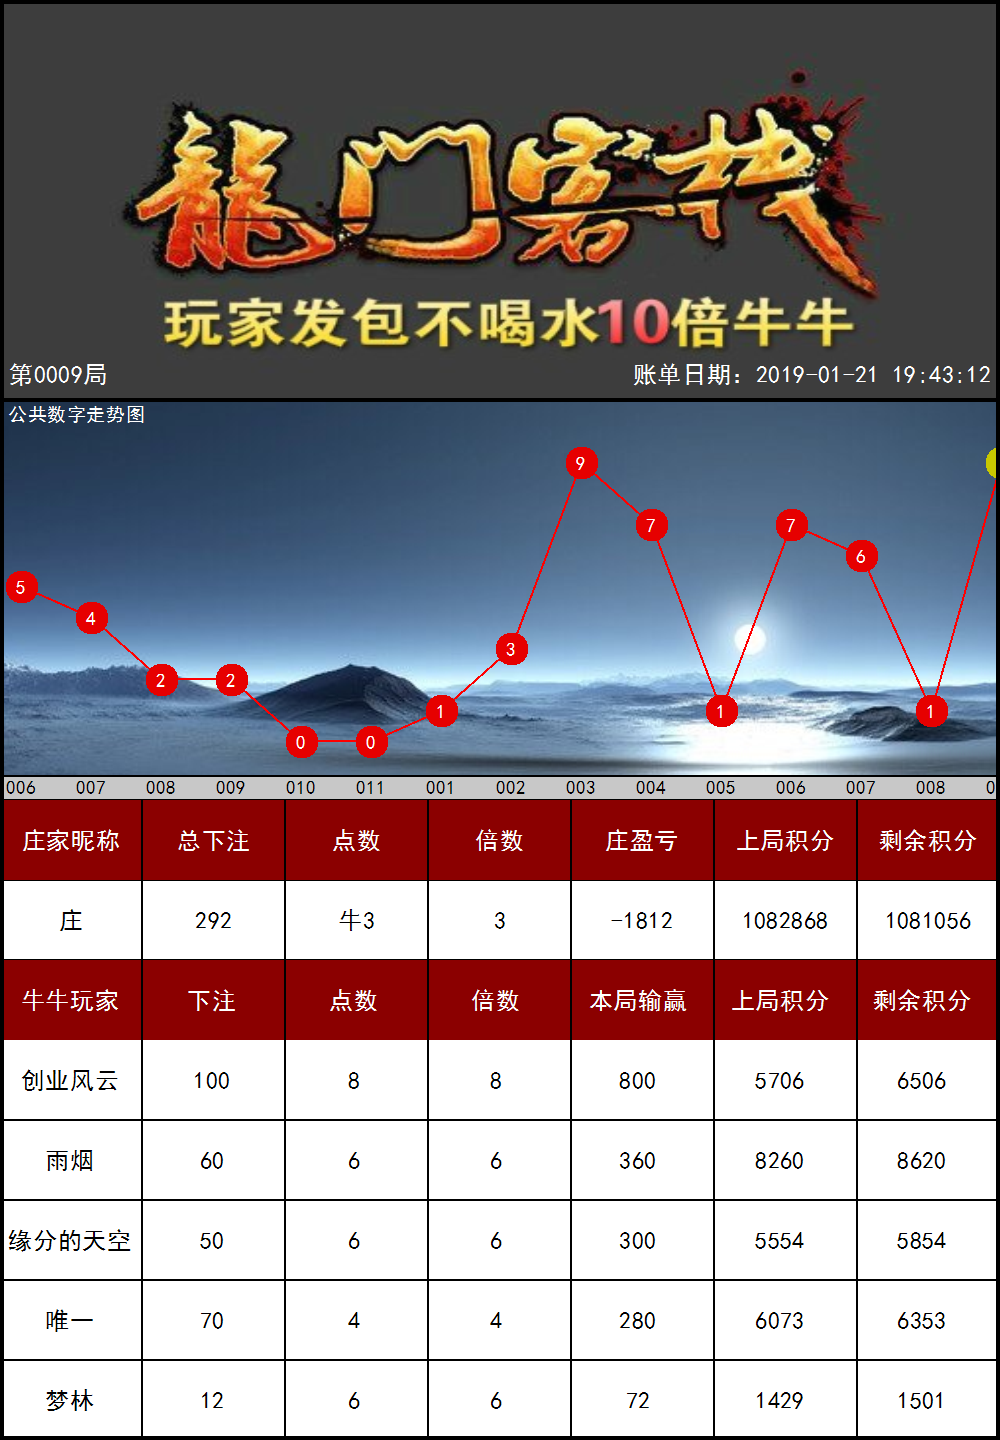 龍门客栈
玩家发包不喝水10倍牛牛
第0009局 账单日期：2019-01-21 19:43:12
公共数字走势图
5 4 2 2 0 0 1 3 9 7 1 7 6 1
006 007 008 009 010 011 001 002 003 004 005 006 007 008
庄家昵称 总下注 点数 倍数 庄盈亏 上局积分 剩余积分
庄 292 牛3 3 -1812 1082868 1081056
牛牛玩家 下注 点数 倍数 本局输赢 上局积分 剩余积分
创业风云 100 8 8 800 5706 6506
雨烟 60 6 6 360 8260 8620
缘分的天空 50 6 6 300 5554 5854
唯一 70 4 4 280 6073 6353
梦林 12 6 6 72 1429 1501